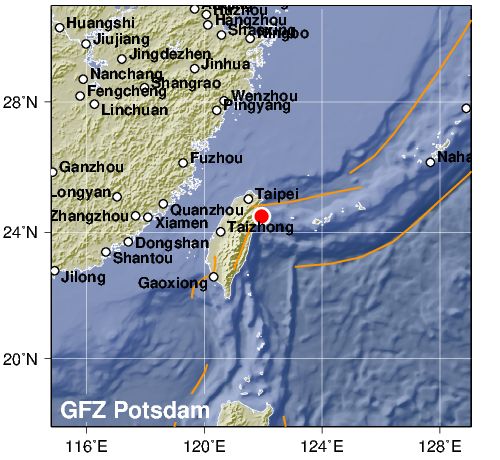 Huangshi
Hangzhou
Shaoxing
Ningbo
Jiujiang
Jingdezhen
Jinhua
Nanchang
Shangrao
Fengcheng
Wenzhou
Linchuan
Pingyang
28°N
Naha
Fuzhou
Ganzhou
Longyan
Taipei
Quanzhou
Zhangzhou
Xiamen
Taizhong
24°N
Dongshan
Shantou
Jilong
Gaoxiong
20°N
GFZ Potsdam
116°E 120°E 124°E 128°E